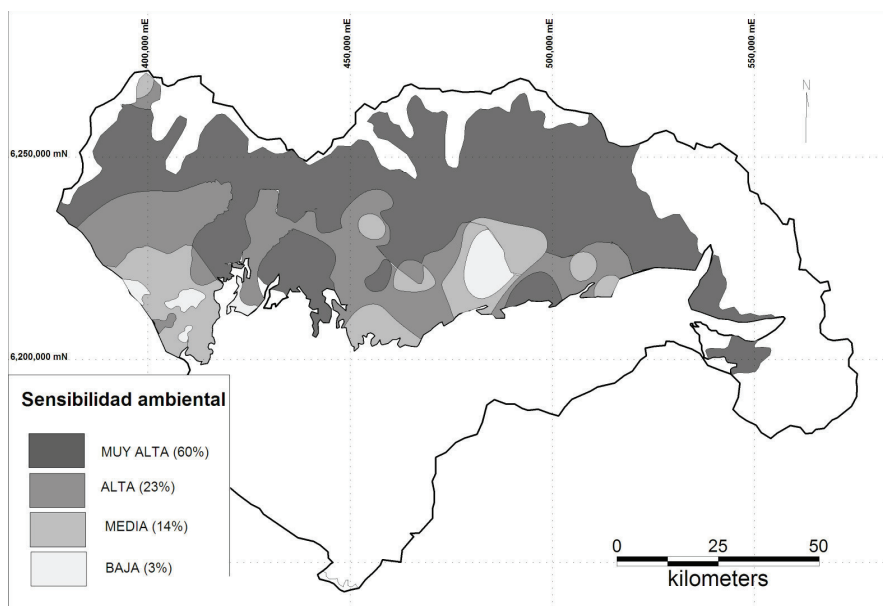 400,000 mE
450,000 mE
500,000 mE
550,000 mE
N
6,250,000 mN
6,200,000 mN
Sensibilidad ambiental
MUY ALTA (60%)
ALTA (23%)
MEDIA (14%)
BAJA (3%)
0 25 50
kilometers